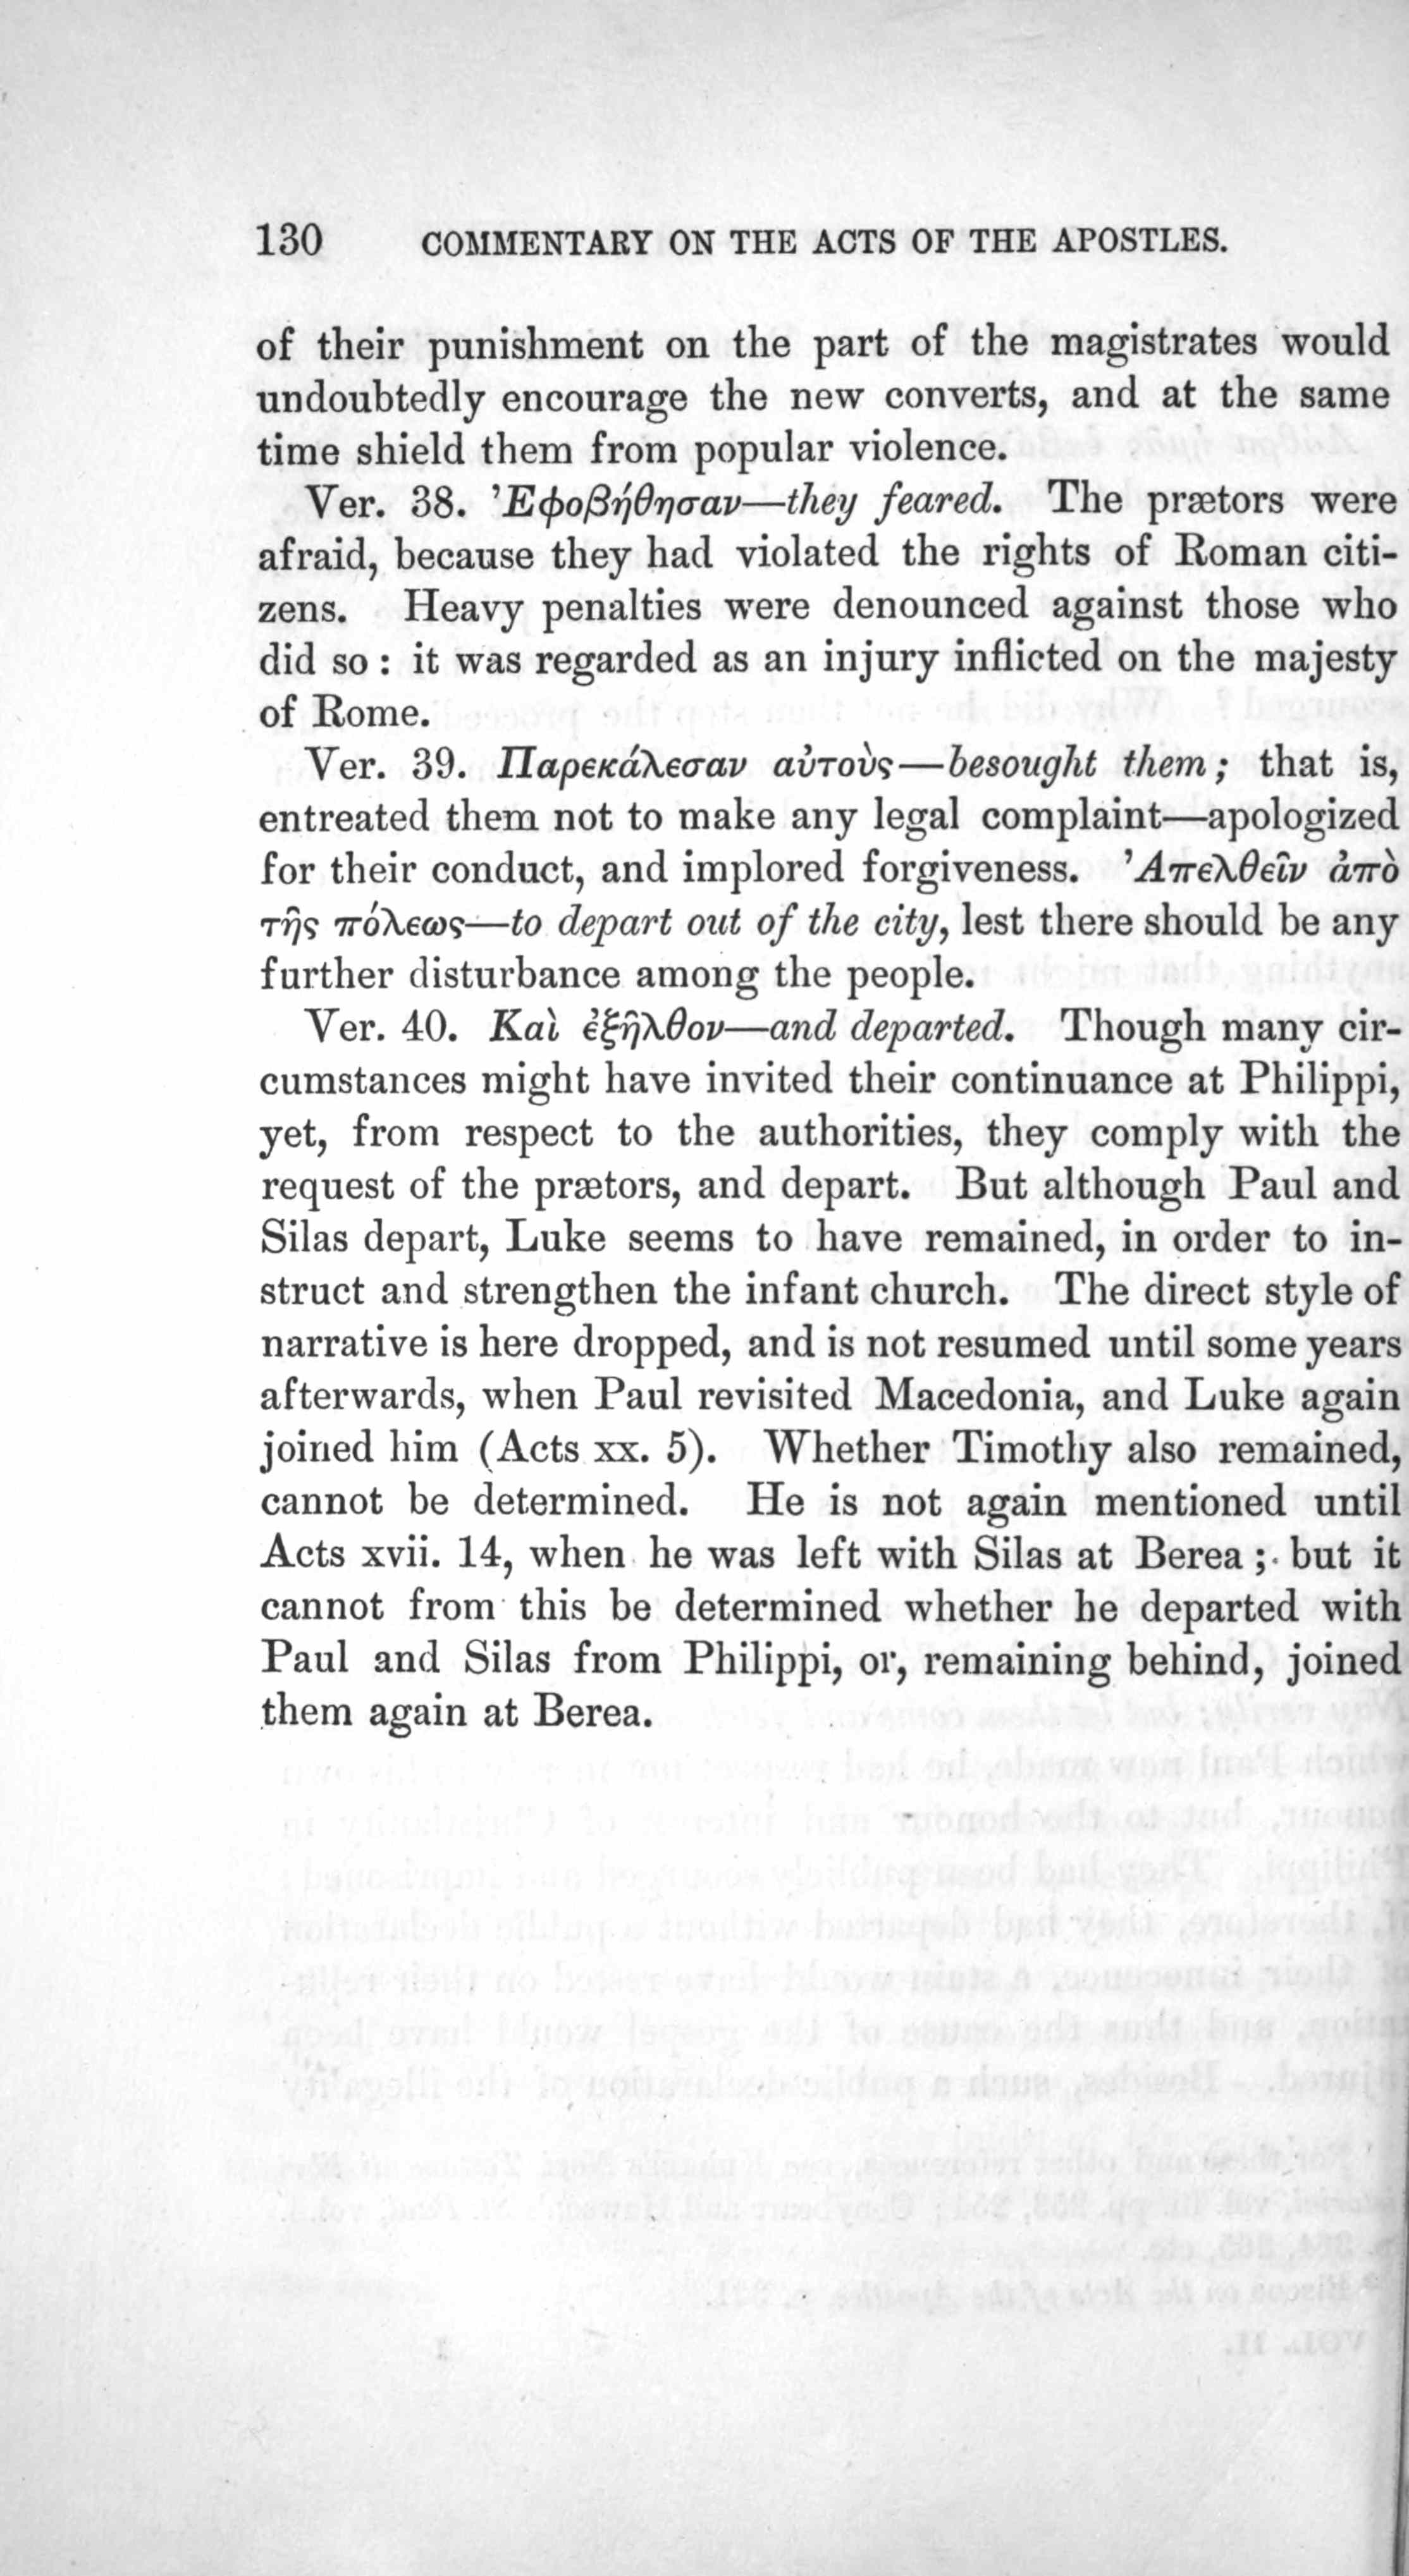 130 COMMENTARY ON THE ACTS OF THE APOSTLES.
of their punishment on the part of the magistrates would
undoubtedly encourage the new converts, and at the same
time shield them from popular violence.
Ver. 38. Ἐφοβήθησαν—they feared. The prætors were
afraid, because they had violated the rights of Roman citi-
zens. Heavy penalties were denounced against those who
did so : it was regarded as an injury inflicted on the majesty
of Rome.
Ver. 39. Παρεκάλεσαν αὐτοὺς—besought them; that is,
entreated them not to make any legal complaint—apologized
for their conduct, and implored forgiveness. Ἀπελθεῖν ἀπὸ
τῆς πόλεως—to depart out of the city, lest there should be any
further disturbance among the people.
Ver. 40. Καὶ ἐξῆλθον—and departed. Though many cir-
cumstances might have invited their continuance at Philippi,
yet, from respect to the authorities, they comply with the
request of the prætors, and depart. But although Paul and
Silas depart, Luke seems to have remained, in order to in-
struct and strengthen the infant church. The direct style of
narrative is here dropped, and is not resumed until some years
afterwards, when Paul revisited Macedonia, and Luke again
joined him (Acts xx. 5). Whether Timothy also remained,
cannot be determined. He is not again mentioned until
Acts xvii. 14, when he was left with Silas at Berea ; but it
cannot from this be determined whether he departed with
Paul and Silas from Philippi, or, remaining behind, joined
them again at Berea.